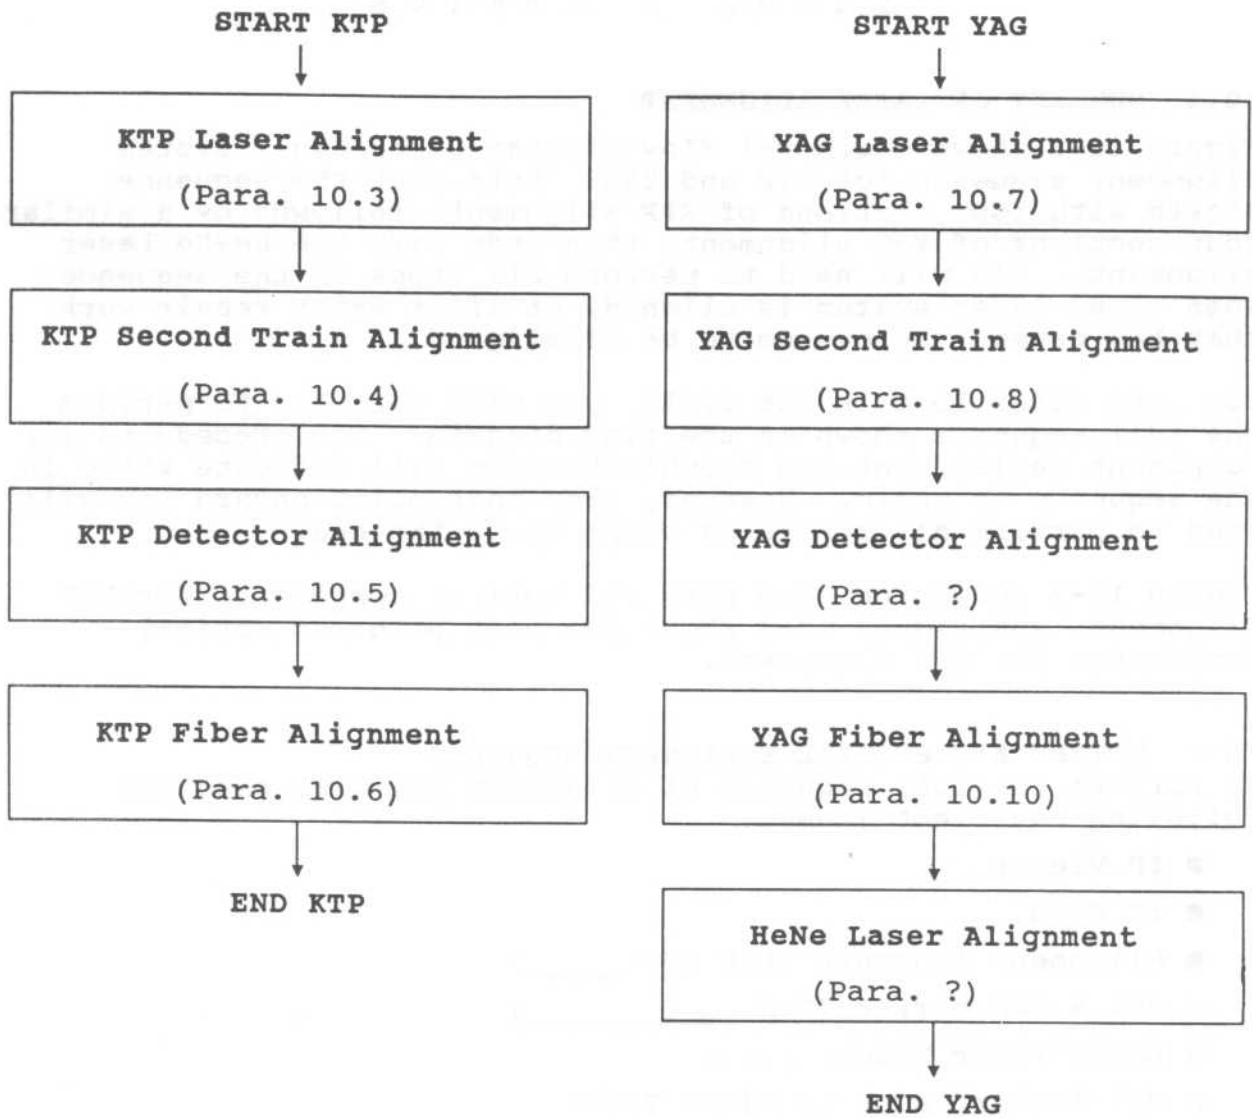 START KTP
KTP Laser Alignment
(Para. 10.3)
KTP Second Train Alignment
(Para. 10.4)
KTP Detector Alignment
(Para. 10.5)
KTP Fiber Alignment
(Para. 10.6)
END KTP
START YAG
YAG Laser Alignment
(Para. 10.7)
YAG Second Train Alignment
(Para. 10.8)
YAG Detector Alignment
(Para. ?)
YAG Fiber Alignment
(Para. 10.10)
HeNe Laser Alignment
(Para. ?)
END YAG